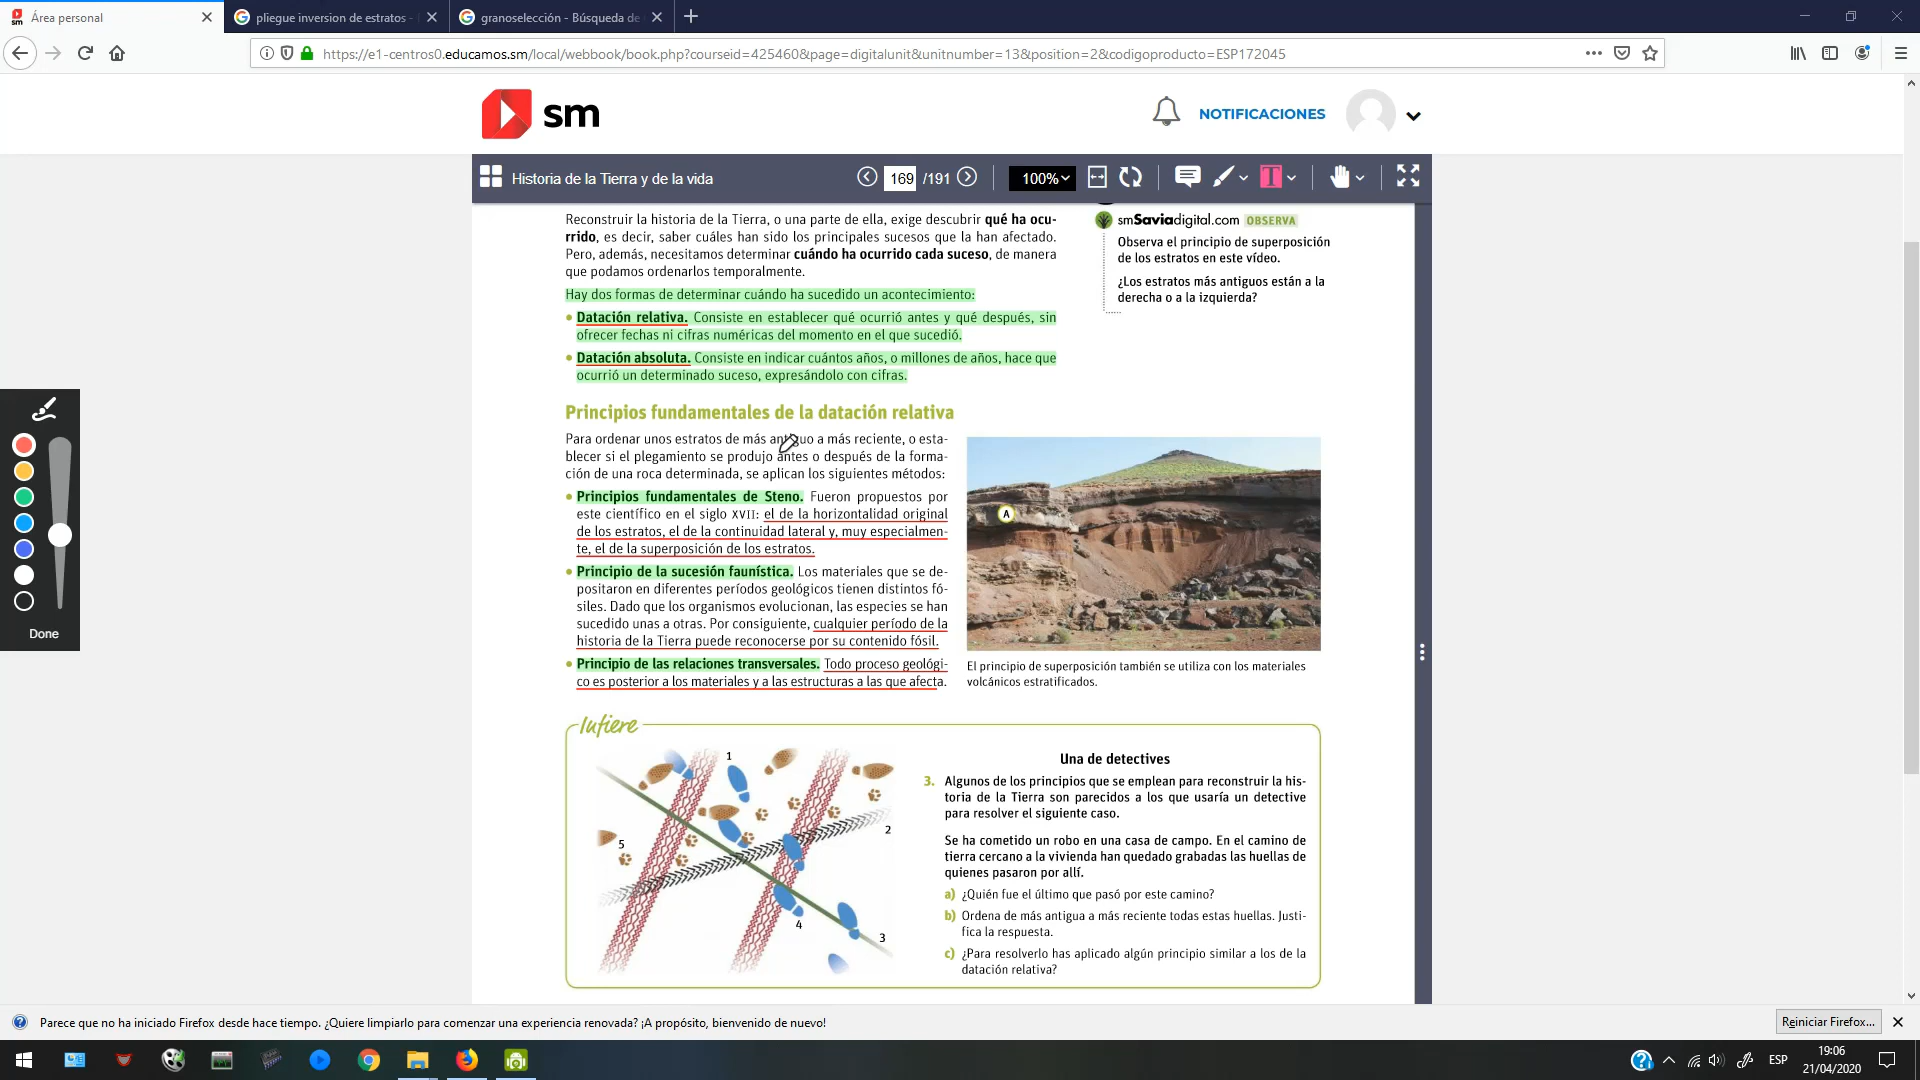 Área personal
pliegue inversion de estratos -
granoselección - Búsqueda de
https://e1-centros0.educamos.sm/local/webbook/book.php?courseid=425460&page=digitalunit&unitnumber=13&position=2&codigoproducto=ESP172045
sm
NOTIFICACIONES
Historia de la Tierra y de la vida
169 /191
100%
Reconstruir la historia de la Tierra, o una parte de ella, exige descubrir qué ha ocu-
rrido, es decir, saber cuáles han sido los principales sucesos que la han afectado.
Pero, además, necesitamos determinar cuándo ha ocurrido cada suceso, de manera
que podamos ordenarlos temporalmente.
Hay dos formas de determinar cuándo ha sucedido un acontecimiento:
• Datación relativa. Consiste en establecer qué ocurrió antes y qué después, sin
ofrecer fechas ni cifras numéricas del momento en el que sucedió.
• Datación absoluta. Consiste en indicar cuántos años, o millones de años, hace que
ocurrió un determinado suceso, expresándolo con cifras.
smSaviadigital.com OBSERVA
Observa el principio de superposición
de los estratos en este vídeo.
¿Los estratos más antiguos están a la
derecha o a la izquierda?
Principios fundamentales de la datación relativa
Para ordenar unos estratos de más antiguo a más reciente, o esta-
blecer si el plegamiento se produjo antes o después de la forma-
ción de una roca determinada, se aplican los siguientes métodos:
• Principios fundamentales de Steno. Fueron propuestos por
este científico en el siglo XVII: el de la horizontalidad original
de los estratos, el de la continuidad lateral y, muy especialmen-
te, el de la superposición de los estratos.
• Principio de la sucesión faunística. Los materiales que se de-
positaron en diferentes períodos geológicos tienen distintos fó-
siles. Dado que los organismos evolucionan, las especies se han
sucedido unas a otras. Por consiguiente, cualquier período de la
historia de la Tierra puede reconocerse por su contenido fósil.
• Principio de las relaciones transversales. Todo proceso geológi-
co es posterior a los materiales y a las estructuras a las que afecta.
A
El principio de superposición también se utiliza con los materiales
volcánicos estratificados.
Done
Infiere
1
2
5
4
3
Una de detectives
3. Algunos de los principios que se emplean para reconstruir la his-
toria de la Tierra son parecidos a los que usaría un detective
para resolver el siguiente caso.
Se ha cometido un robo en una casa de campo. En el camino de
tierra cercano a la vivienda han quedado grabadas las huellas de
quienes pasaron por allí.
a) ¿Quién fue el último que pasó por este camino?
b) Ordena de más antigua a más reciente todas estas huellas. Justi-
fica la respuesta.
c) ¿Para resolverlo has aplicado algún principio similar a los de la
datación relativa?
Parece que no ha iniciado Firefox desde hace tiempo. ¿Quiere limpiarlo para comenzar una experiencia renovada? ¡A propósito, bienvenido de nuevo!
Reiniciar Firefox...
ESP
19:06
21/04/2020